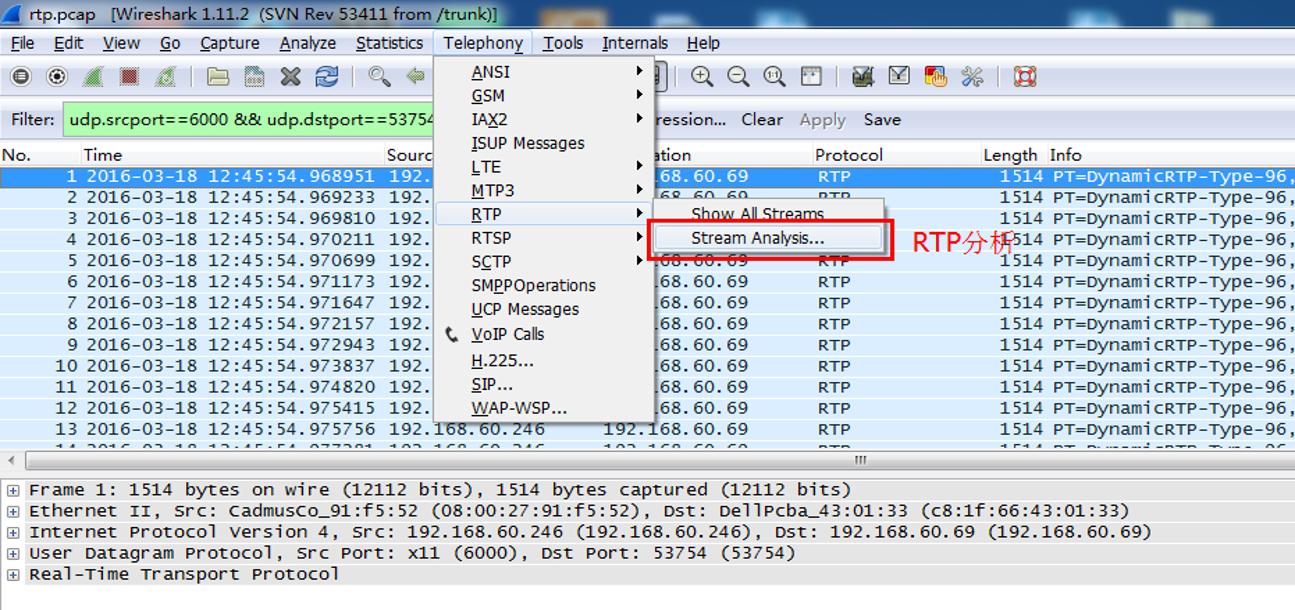 rtp.pcap [Wireshark 1.11.2 (SVN Rev 53411 from /trunk)]
File Edit View Go Capture Analyze Statistics Telephony Tools Internals Help
ANSI
GSM
IAX2
ISUP Messages
LTE
MTP3
RTP
RTSP
SCTP
SMPPOperations
UCP Messages
VoIP Calls
H.225...
SIP...
WAP-WSP...
Show All Streams
Stream Analysis...
RTP分析
Filter: udp.srcport==6000 && udp.dstport==53754 ression... Clear Apply Save
No. Time Sourc ation Protocol Length Info
1 2016-03-18 12:45:54.968951 192. 68.60.69 RTP 1514 PT=DynamicRTP-Type-96,
2 2016-03-18 12:45:54.969233 192. 1514 PT=DynamicRTP-Type-96,
3 2016-03-18 12:45:54.969810 192. 1514 PT=DynamicRTP-Type-96,
4 2016-03-18 12:45:54.970211 192. 1514 PT=DynamicRTP-Type-96,
5 2016-03-18 12:45:54.970699 192. 68.60.69 RTP 1514 PT=DynamicRTP-Type-96,
6 2016-03-18 12:45:54.971173 192. 68.60.69 RTP 1514 PT=DynamicRTP-Type-96,
7 2016-03-18 12:45:54.971647 192. 68.60.69 RTP 1514 PT=DynamicRTP-Type-96,
8 2016-03-18 12:45:54.972157 192. 68.60.69 RTP 1514 PT=DynamicRTP-Type-96,
9 2016-03-18 12:45:54.972943 192. 68.60.69 RTP 1514 PT=DynamicRTP-Type-96,
10 2016-03-18 12:45:54.973837 192. 68.60.69 RTP 1514 PT=DynamicRTP-Type-96,
11 2016-03-18 12:45:54.974820 192. 68.60.69 RTP 1514 PT=DynamicRTP-Type-96,
12 2016-03-18 12:45:54.975415 192. 68.60.69 RTP 1514 PT=DynamicRTP-Type-96,
13 2016-03-18 12:45:54.975756 192.168.60.246 192.168.60.69 RTP 1514 PT=DynamicRTP-Type-96,
Frame 1: 1514 bytes on wire (12112 bits), 1514 bytes captured (12112 bits)
Ethernet II, Src: CadmusCo_91:f5:52 (08:00:27:91:f5:52), Dst: DellPcba_43:01:33 (c8:1f:66:43:01:33)
Internet Protocol Version 4, Src: 192.168.60.246 (192.168.60.246), Dst: 192.168.60.69 (192.168.60.69)
User Datagram Protocol, Src Port: x11 (6000), Dst Port: 53754 (53754)
Real-Time Transport Protocol